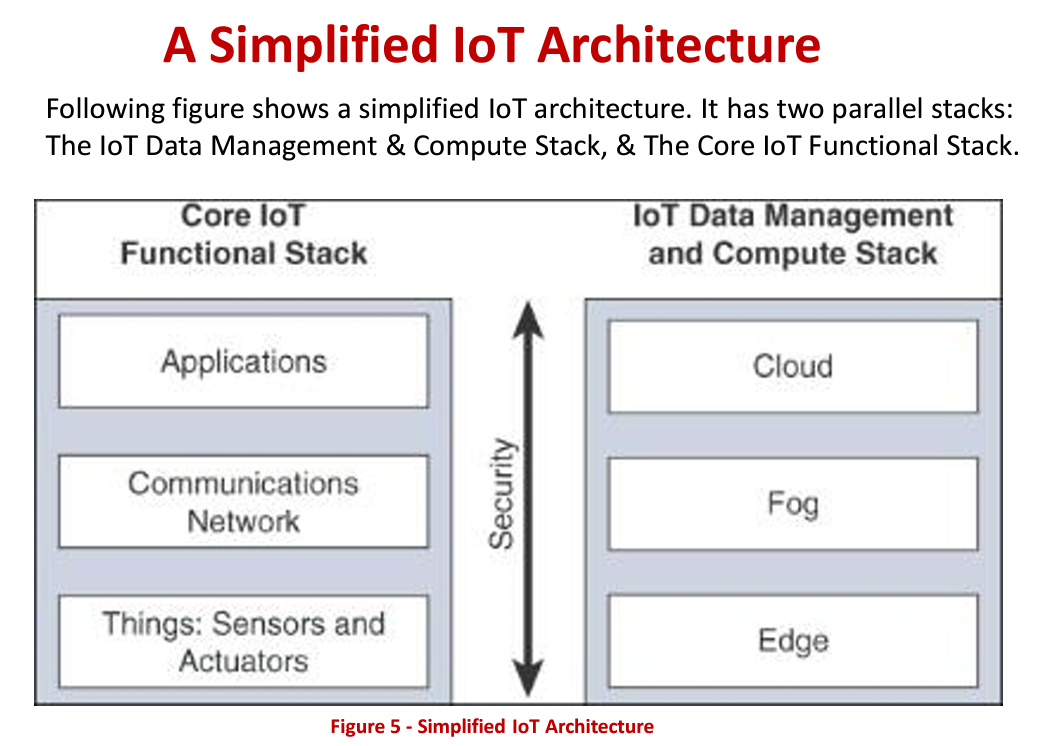 A Simplified IoT Architecture
Following figure shows a simplified IoT architecture. It has two parallel stacks:
The IoT Data Management & Compute Stack, & The Core IoT Functional Stack.
Core IoT
Functional Stack
Applications
Communications
Network
Things: Sensors and
Actuators
Security
IoT Data Management
and Compute Stack
Cloud
Fog
Edge
Figure 5 - Simplified IoT Architecture